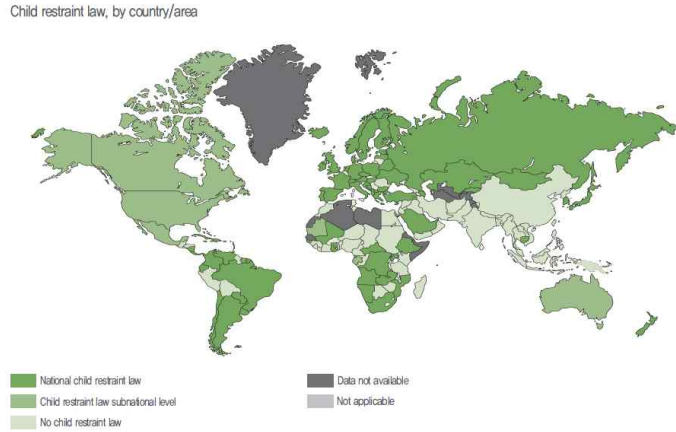 Child restraint law, by country/area
National child restraint law
Child restraint law subnational level
No child restraint law
Data not available
Not applicable